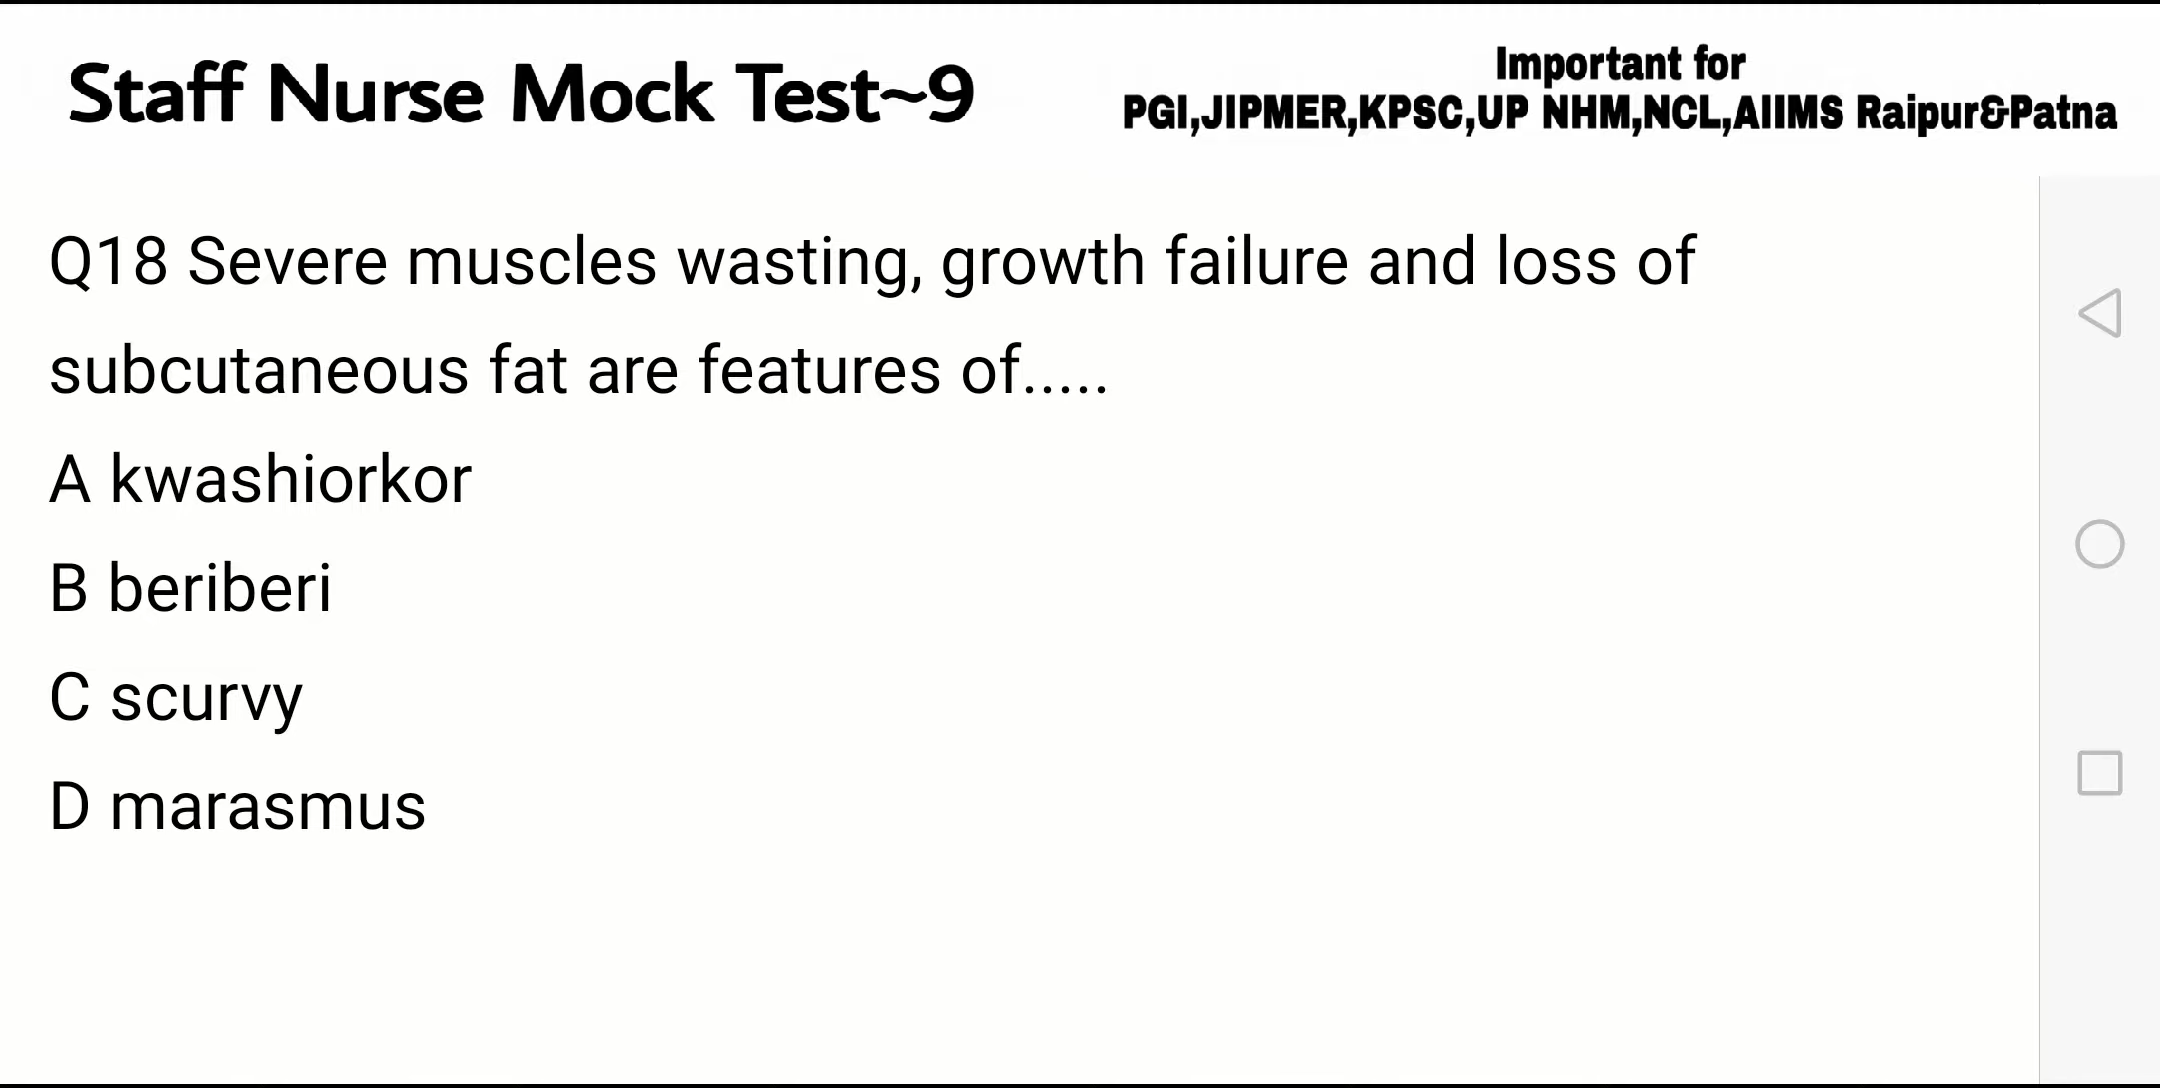 Staff Nurse Mock Test~9
Important for
PGI,JIPMER,KPSC,UP NHM,NCL,AIIMS Raipur&Patna
Q18 Severe muscles wasting, growth failure and loss of
subcutaneous fat are features of.....
A kwashiorkor
B beriberi
C scurvy
D marasmus